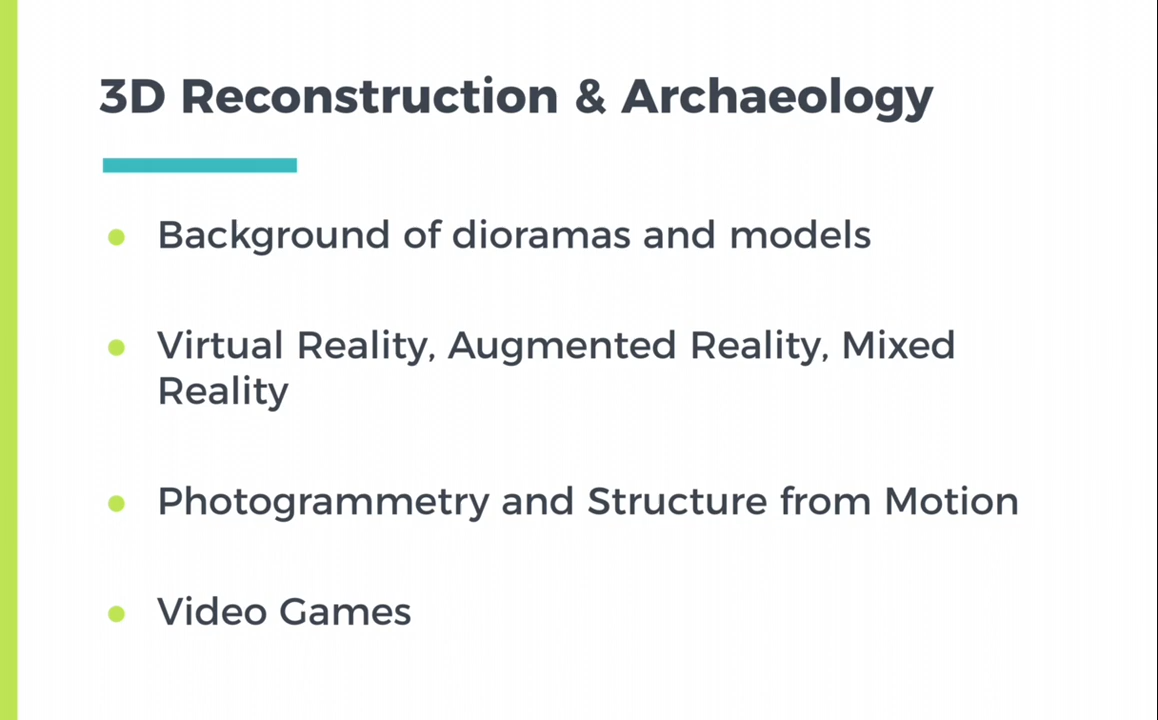 3D Reconstruction & Archaeology
Background of dioramas and models
Virtual Reality, Augmented Reality, Mixed
Reality
Photogrammetry and Structure from Motion
Video Games